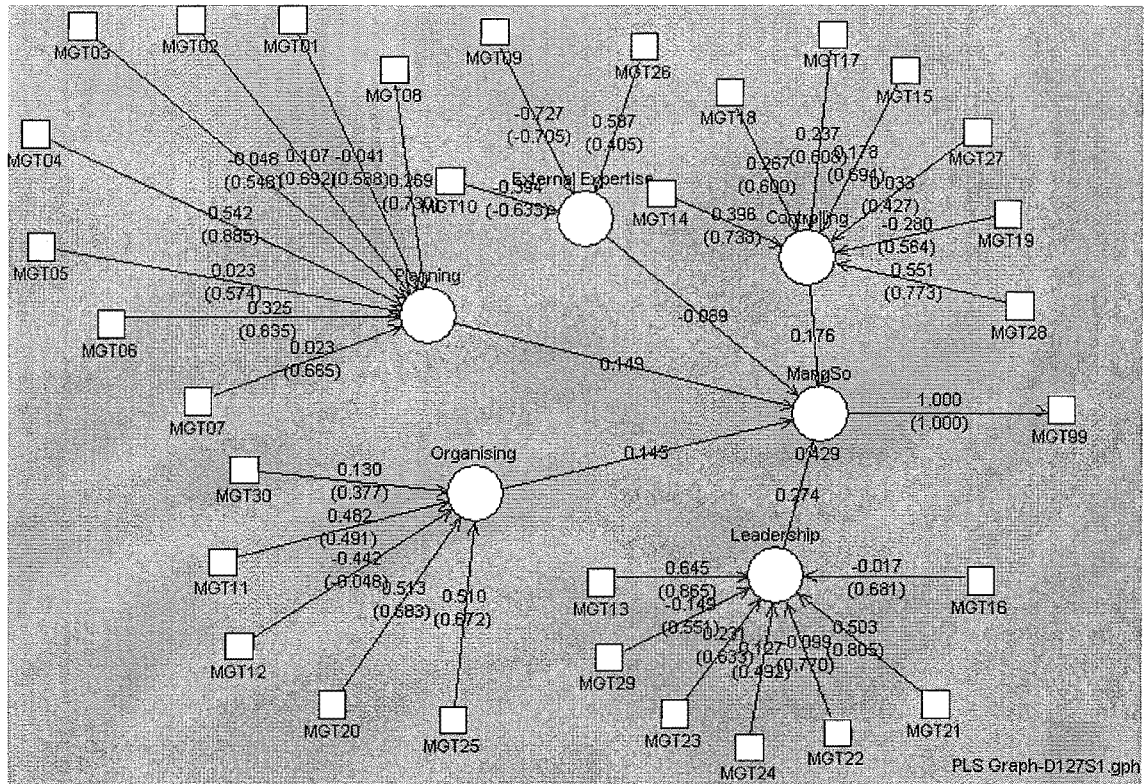 MGT03
MGT02
MGT01
MGT08
MGT09
MGT26
MGT17
MGT15
MGT18
MGT27
MGT04
-0.048
(0.548)
0.107
(0.692)
-0.041
(0.588)
0.269
(0.730)
-0.727
(-0.705)
0.587
(0.405)
0.267
(0.600)
0.237
(0.608)
0.178
(0.694)
0.033
(0.427)
MGT10
-0.394
(-0.633)
External Expertise
MGT14
0.396
(0.738)
Controlling
-0.280
(0.564)
MGT19
0.542
(0.885)
MGT05
0.023
(0.574)
Planning
0.551
(0.773)
MGT28
MGT06
0.325
(0.635)
-0.089
0.176
MGT07
0.023
(0.665)
0.149
MangSo
1.000
(1.000)
MGT99
0.429
Organising
0.145
MGT30
0.130
(0.377)
0.274
MGT11
0.482
(0.491)
Leadership
MGT12
-0.442
(-0.048)
0.513
(0.683)
0.510
(0.672)
MGT13
0.645
(0.865)
-0.017
(0.681)
MGT16
MGT29
-0.149
(0.551)
0.231
(0.633)
0.127
(0.492)
-0.099
(0.770)
0.503
(0.805)
MGT20
MGT25
MGT23
MGT24
MGT22
MGT21
PLS Graph-D127S1.gph